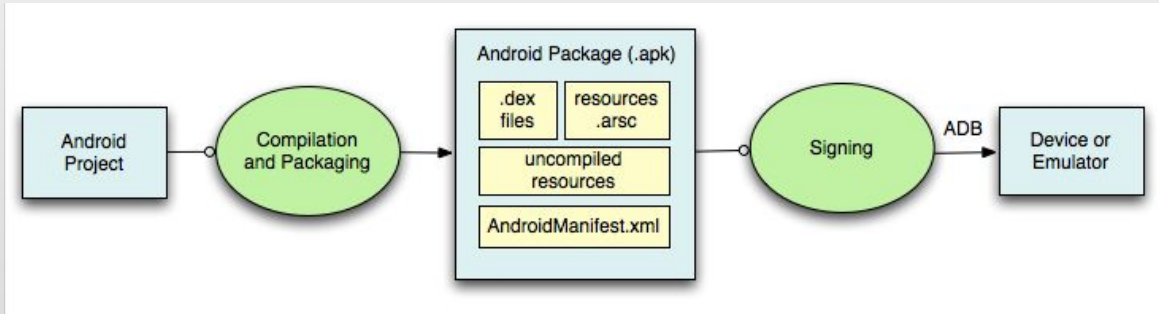 Android
Project
Compilation
and Packaging
Android Package (.apk)
.dex
files
resources
.arsc
uncompiled
resources
AndroidManifest.xml
Signing
ADB
Device or
Emulator